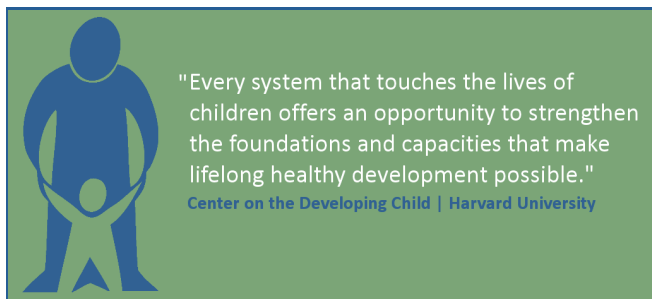 "Every system that touches the lives of
children offers an opportunity to strengthen
the foundations and capacities that make
lifelong healthy development possible."
Center on the Developing Child | Harvard University